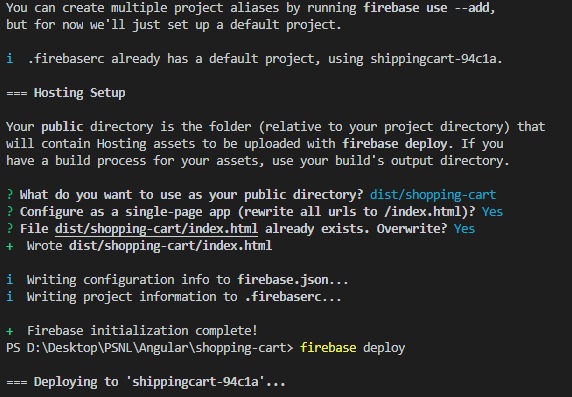 You can create multiple project aliases by running firebase use --add,
but for now we'll just set up a default project.
i .firebaserc already has a default project, using shippingcart-94c1a.
=== Hosting Setup
Your public directory is the folder (relative to your project directory) that
will contain Hosting assets to be uploaded with firebase deploy. If you
have a build process for your assets, use your build's output directory.
? What do you want to use as your public directory? dist/shopping-cart
? Configure as a single-page app (rewrite all urls to /index.html)? Yes
? File dist/shopping-cart/index.html already exists. Overwrite? Yes
+ Wrote dist/shopping-cart/index.html
i Writing configuration info to firebase.json...
i Writing project information to .firebaserc...
+ Firebase initialization complete!
PS D:\Desktop\PSNL\Angular\shopping-cart> firebase deploy
=== Deploying to 'shippingcart-94c1a'...